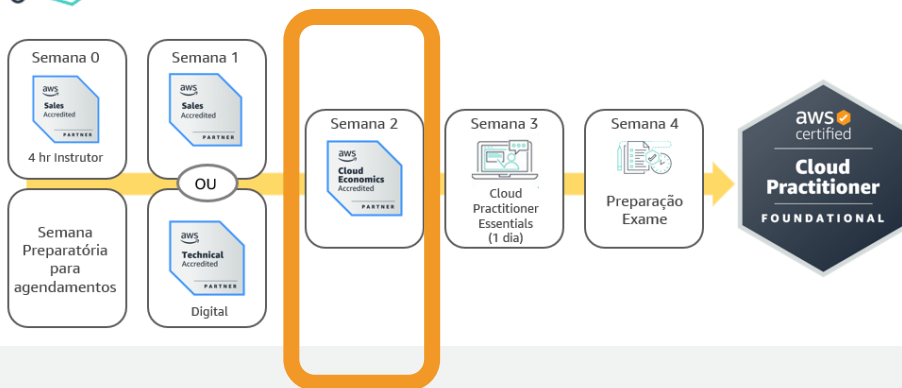 Semana 0
aws
Sales
Accredited
PARTNER
4 hr Instrutor
Semana 1
aws
Sales
Accredited
PARTNER
OU
Semana
Preparatória
para
agendamentos
aws
Technical
Accredited
PARTNER
Digital
Semana 2
aws
Cloud
Economics
Accredited
PARTNER
Semana 3
Cloud
Practitioner
Essentials
(1 dia)
Semana 4
Preparação
Exame
aws
certified
Cloud
Practitioner
FOUNDATIONAL